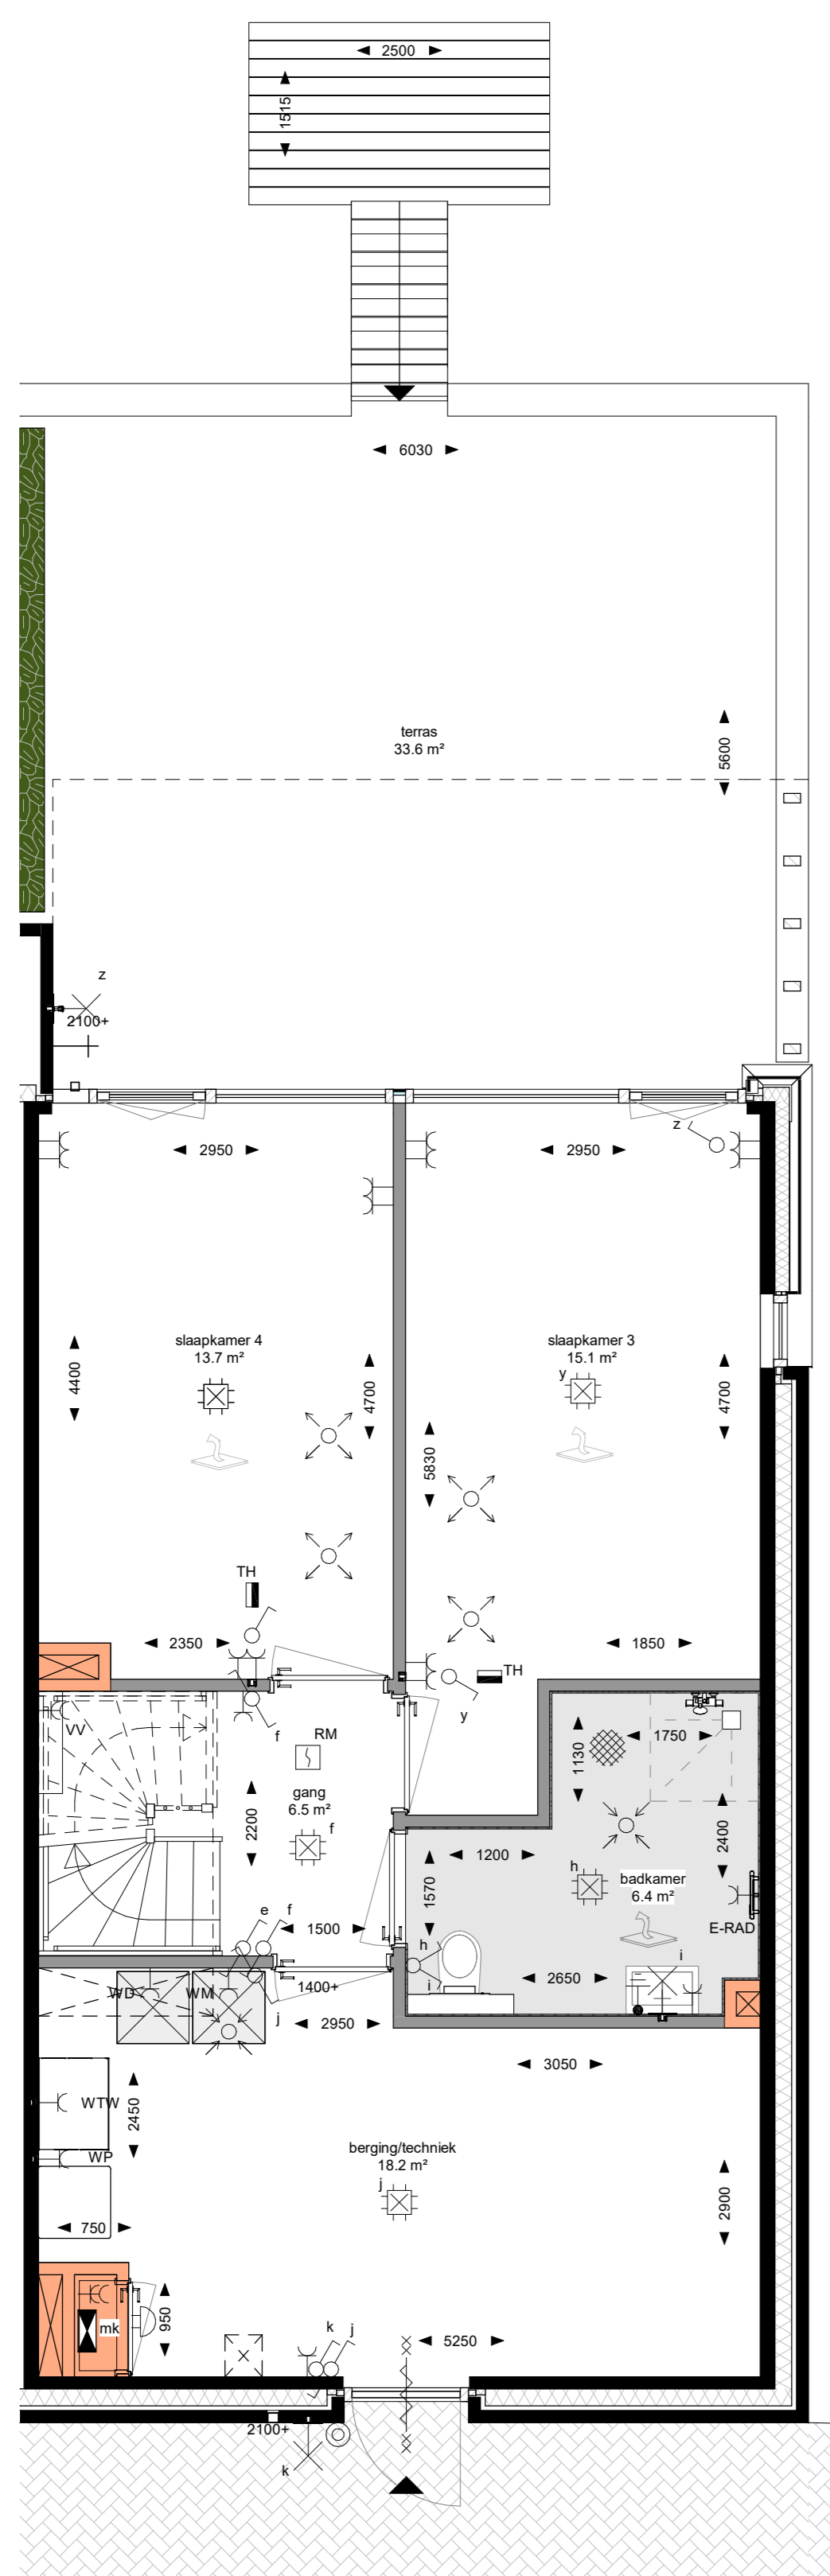 2500
1515
6030
terras
33.6 m²
5600
z
2100+
2950
2950
z
slaapkamer 4
13.7 m²
slaapkamer 3
15.1 m²
y
4400
4700
4700
5830
TH
2350
1850
TH
y
f
VV
RM
1130
1750
gang
6.5 m²
f
2200
2400
1200
1570
h
badkamer
6.4 m²
E-RAD
e
f
1500
h
i
2650
i
1400+
WD
WM
j
2950
3050
WTW
2450
WP
berging/techniek
18.2 m²
j
2900
750
mk
950
k
j
5250
2100+
k